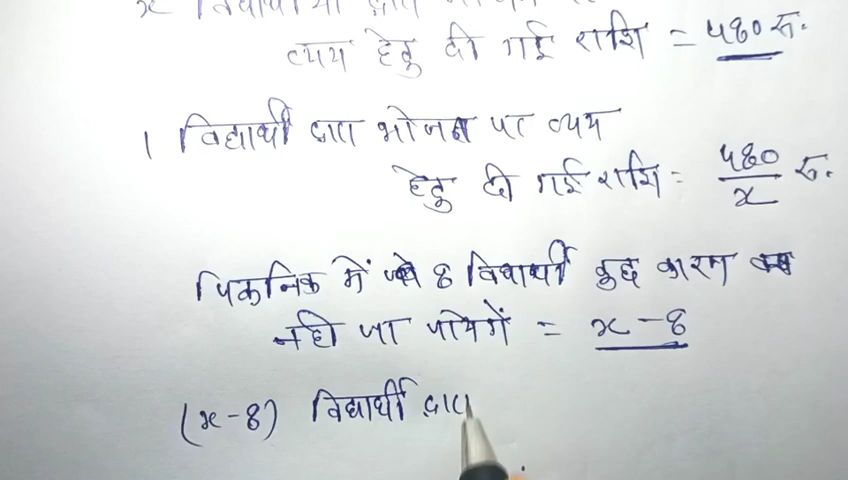 x
व्यय हेतु दी गई राशि = 480 रु.
1 विद्यार्थी द्वारा भोजन पर व्यय
हेतु दी गई राशि = 480/x रु.
पिकनिक में 8 विद्यार्थी कुछ कारण
नही जा पायेगें = x - 8
(x - 8) विद्यार्थी द्वारा